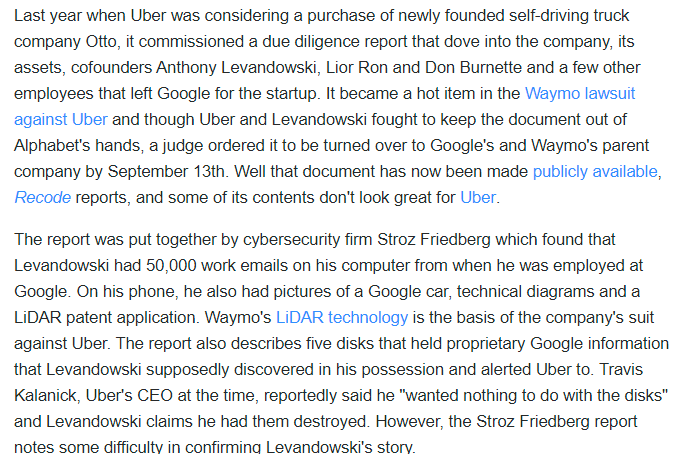 Last year when Uber was considering a purchase of newly founded self-driving truck
company Otto, it commissioned a due diligence report that dove into the company, its
assets, cofounders Anthony Levandowski, Lior Ron and Don Burnette and a few other
employees that left Google for the startup. It became a hot item in the Waymo lawsuit
against Uber and though Uber and Levandowski fought to keep the document out of
Alphabet's hands, a judge ordered it to be turned over to Google's and Waymo's parent
company by September 13th. Well that document has now been made publicly available,
Recode reports, and some of its contents don't look great for Uber.
The report was put together by cybersecurity firm Stroz Friedberg which found that
Levandowski had 50,000 work emails on his computer from when he was employed at
Google. On his phone, he also had pictures of a Google car, technical diagrams and a
LiDAR patent application. Waymo's LiDAR technology is the basis of the company's suit
against Uber. The report also describes five disks that held proprietary Google information
that Levandowski supposedly discovered in his possession and alerted Uber to. Travis
Kalanick, Uber's CEO at the time, reportedly said he "wanted nothing to do with the disks"
and Levandowski claims he had them destroyed. However, the Stroz Friedberg report
notes some difficulty in confirming Levandowski's story.